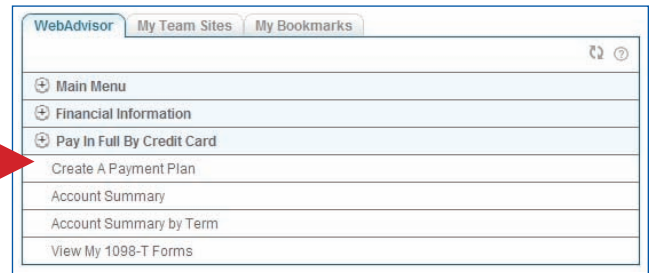 WebAdvisor My Team Sites My Bookmarks
Main Menu
Financial Information
Pay In Full By Credit Card
Create A Payment Plan
Account Summary
Account Summary by Term
View My 1098-T Forms